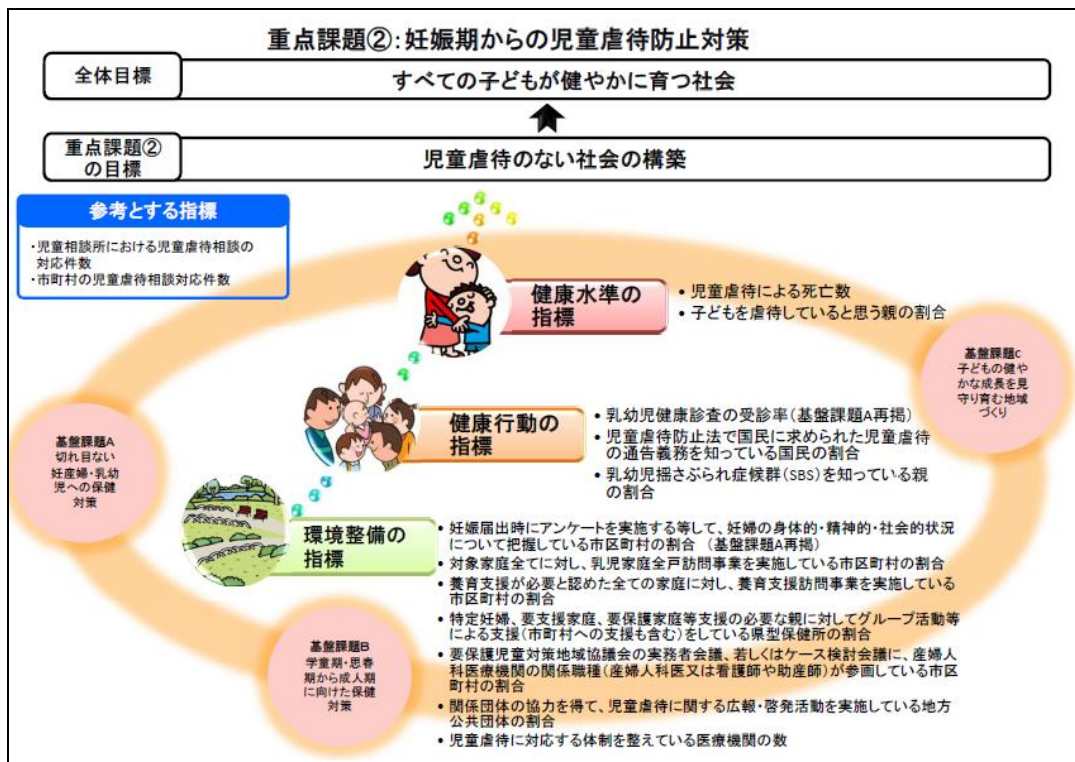 重点課題②:妊娠期からの児童虐待防止対策
全体目標
すべての子どもが健やかに育つ社会
重点課題②
の目標
児童虐待のない社会の構築
参考とする指標
・児童相談所における児童虐待相談の
対応件数
・市町村の児童虐待相談対応件数
健康水準の
指標
• 児童虐待による死亡数
• 子どもを虐待していると思う親の割合
基盤課題C
子どもの健や
かな成長を見
守り育む地域
づくり
健康行動の
指標
• 乳幼児健康診査の受診率(基盤課題A再掲)
• 児童虐待防止法で国民に求められた児童虐待
の通告義務を知っている国民の割合
• 乳幼児揺さぶられ症候群(SBS)を知っている親
の割合
基盤課題A
切れ目ない
妊産婦・乳幼
児への保健
対策
環境整備の
指標
• 妊娠届出時にアンケートを実施する等して、妊婦の身体的・精神的・社会的状況
について把握している市区町村の割合 (基盤課題A再掲)
• 対象家庭全てに対し、乳児家庭全戸訪問事業を実施している市区町村の割合
• 養育支援が必要と認めた全ての家庭に対し、養育支援訪問事業を実施している
市区町村の割合
• 特定妊婦、要支援家庭、要保護家庭等支援の必要な親に対してグループ活動等
による支援(市町村への支援も含む)をしている県型保健所の割合
• 要保護児童対策地域協議会の実務者会議、若しくはケース検討会議に、産婦人
科医療機関の関係職種(産婦人科医又は看護師や助産師)が参画している市区
町村の割合
• 関係団体の協力を得て、児童虐待に関する広報・啓発活動を実施している地方
公共団体の割合
• 児童虐待に対応する体制を整えている医療機関の数
基盤課題B
学童期・思春
期から成人期
に向けた保健
対策